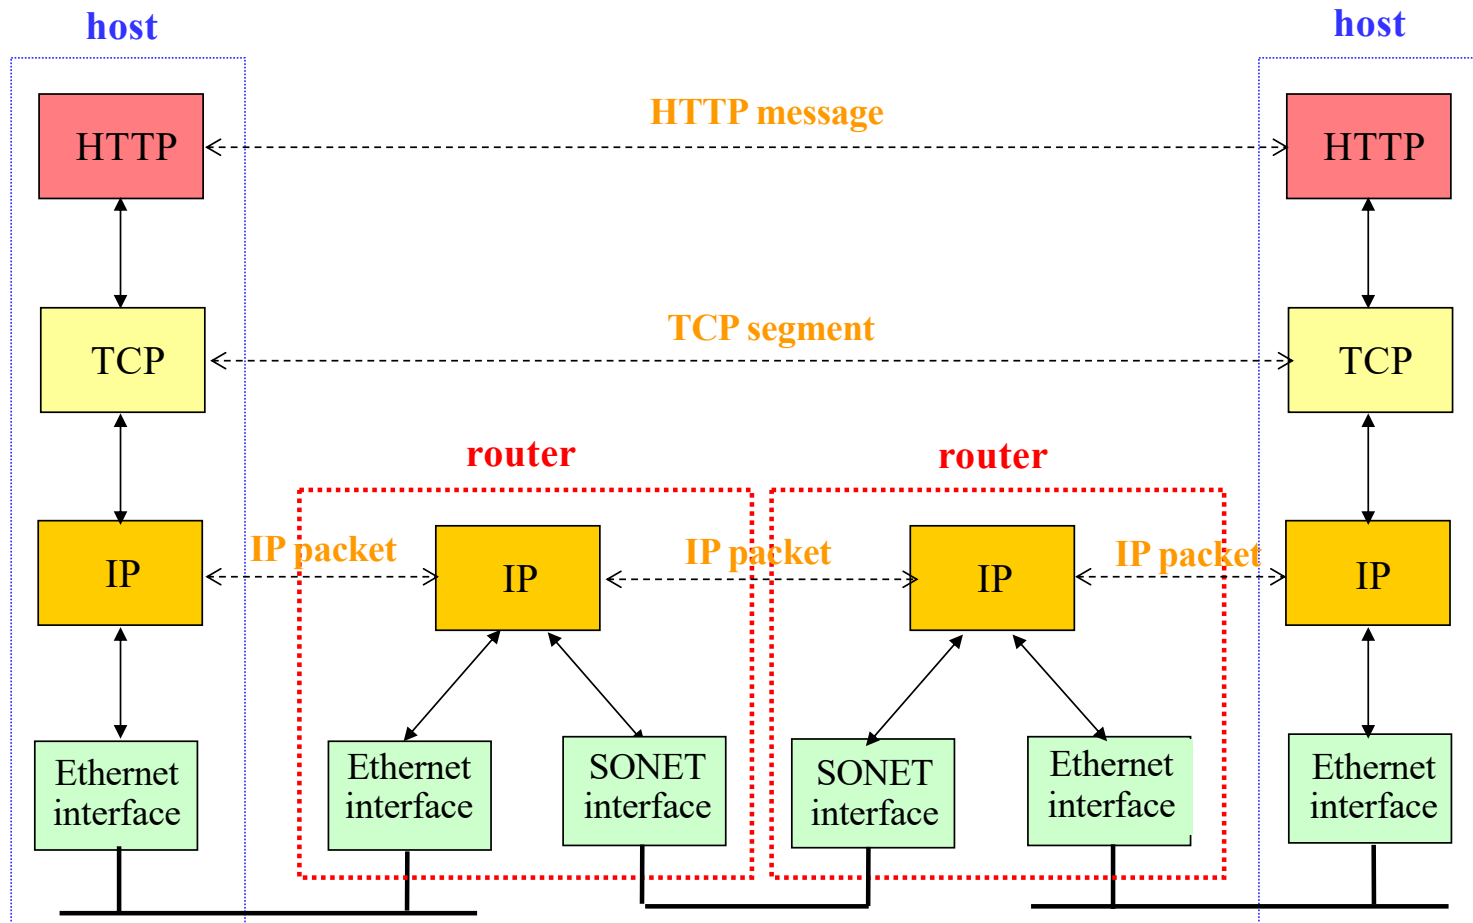 host
host
HTTP message
HTTP
HTTP
TCP segment
TCP
TCP
router
router
IP packet
IP packet
IP packet
IP
IP
IP
IP
Ethernet
interface
Ethernet
interface
SONET
interface
SONET
interface
Ethernet
interface
Ethernet
interface